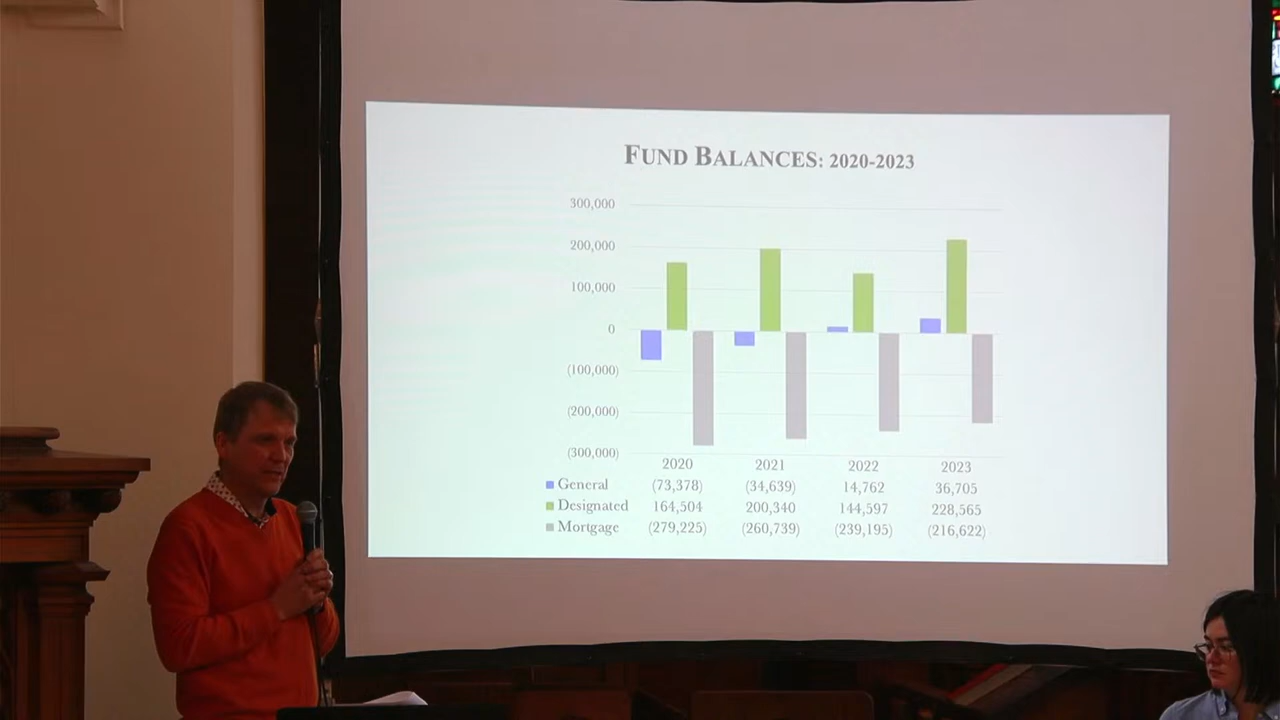 FUND BALANCES: 2020-2023
300,000
200,000
100,000
0
(100,000)
(200,000)
(300,000)
2020 2021 2022 2023
General (73,378) (34,639) 14,762 36,705
Designated 164,504 200,340 144,597 228,565
Mortgage (279,225) (260,739) (239,195) (216,622)